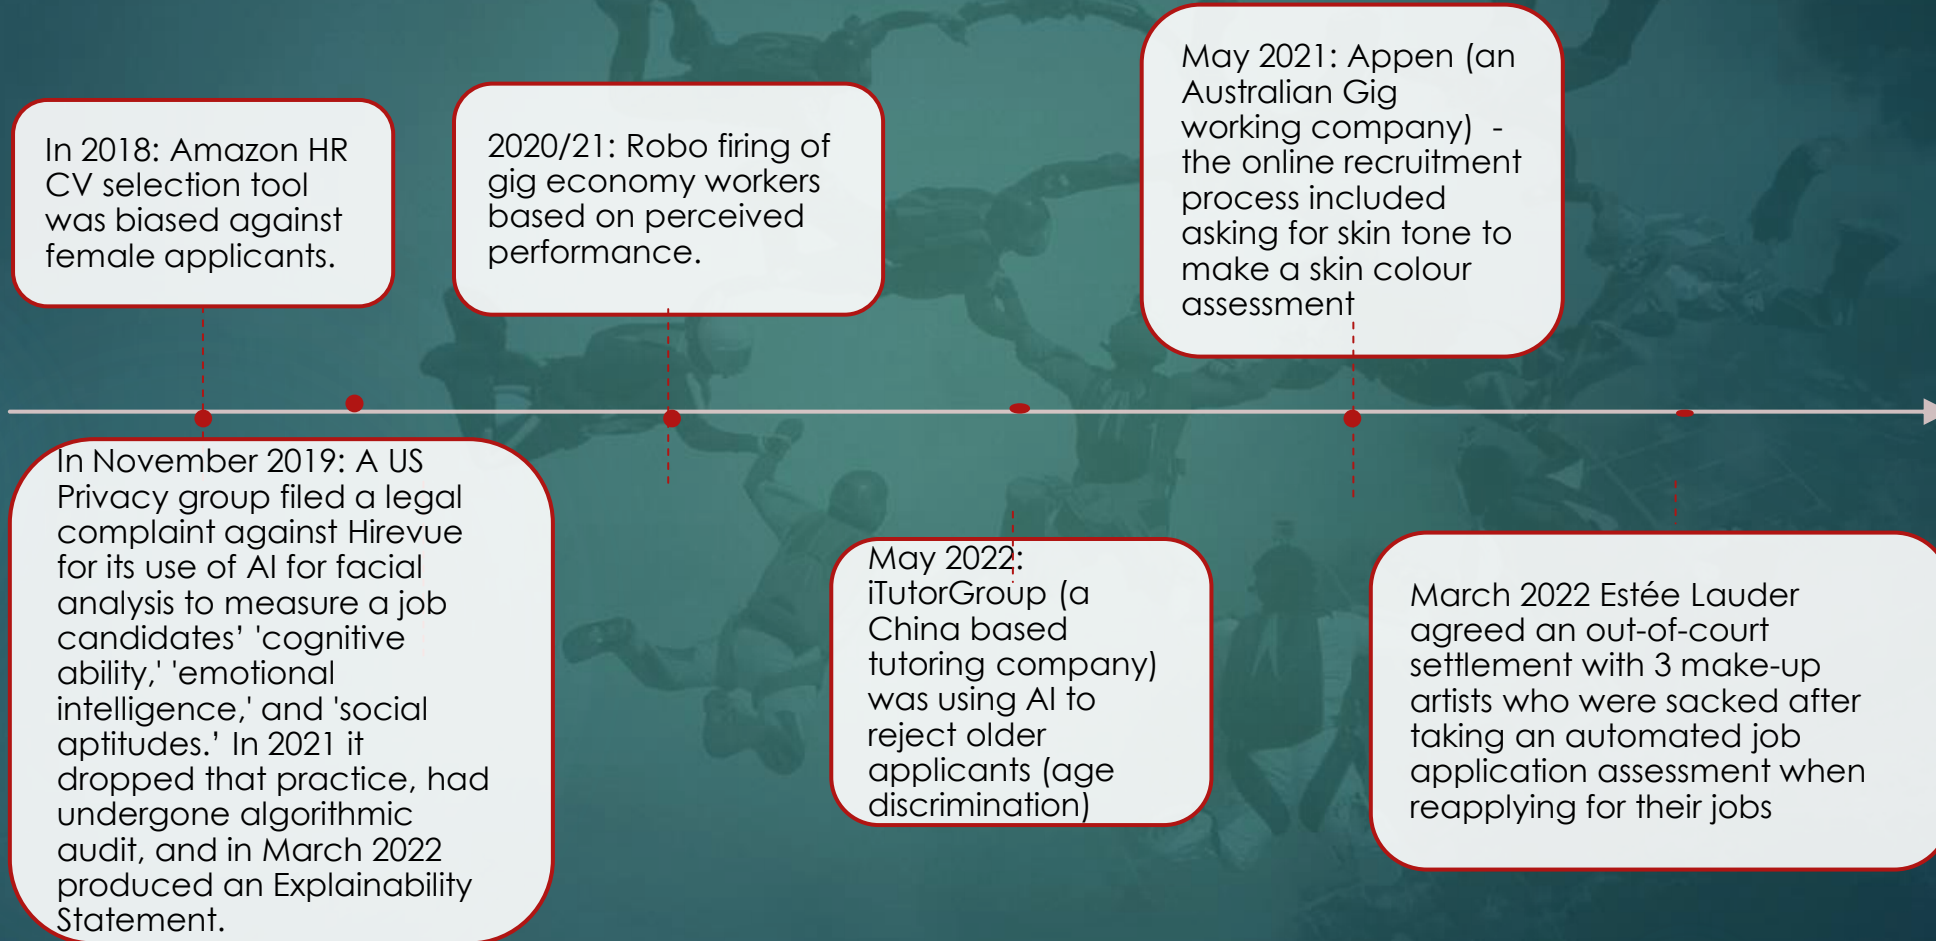 In 2018: Amazon HR
CV selection tool
was biased against
female applicants.
In November 2019: A US
Privacy group filed a legal
complaint against Hirevue
for its use of AI for facial
analysis to measure a job
candidates’ 'cognitive
ability,' 'emotional
intelligence,' and 'social
aptitudes.’ In 2021 it
dropped that practice, had
undergone algorithmic
audit, and in March 2022
produced an Explainability
Statement.
2020/21: Robo firing of
gig economy workers
based on perceived
performance.
May 2022:
iTutorGroup (a
China based
tutoring company)
was using AI to
reject older
applicants (age
discrimination)
May 2021: Appen (an
Australian Gig
working company)  -
the online recruitment
process included
asking for skin tone to
make a skin colour
assessment
March 2022 Estée Lauder
agreed an out-of-court
settlement with 3 make-up
artists who were sacked after
taking an automated job
application assessment when
reapplying for their jobs